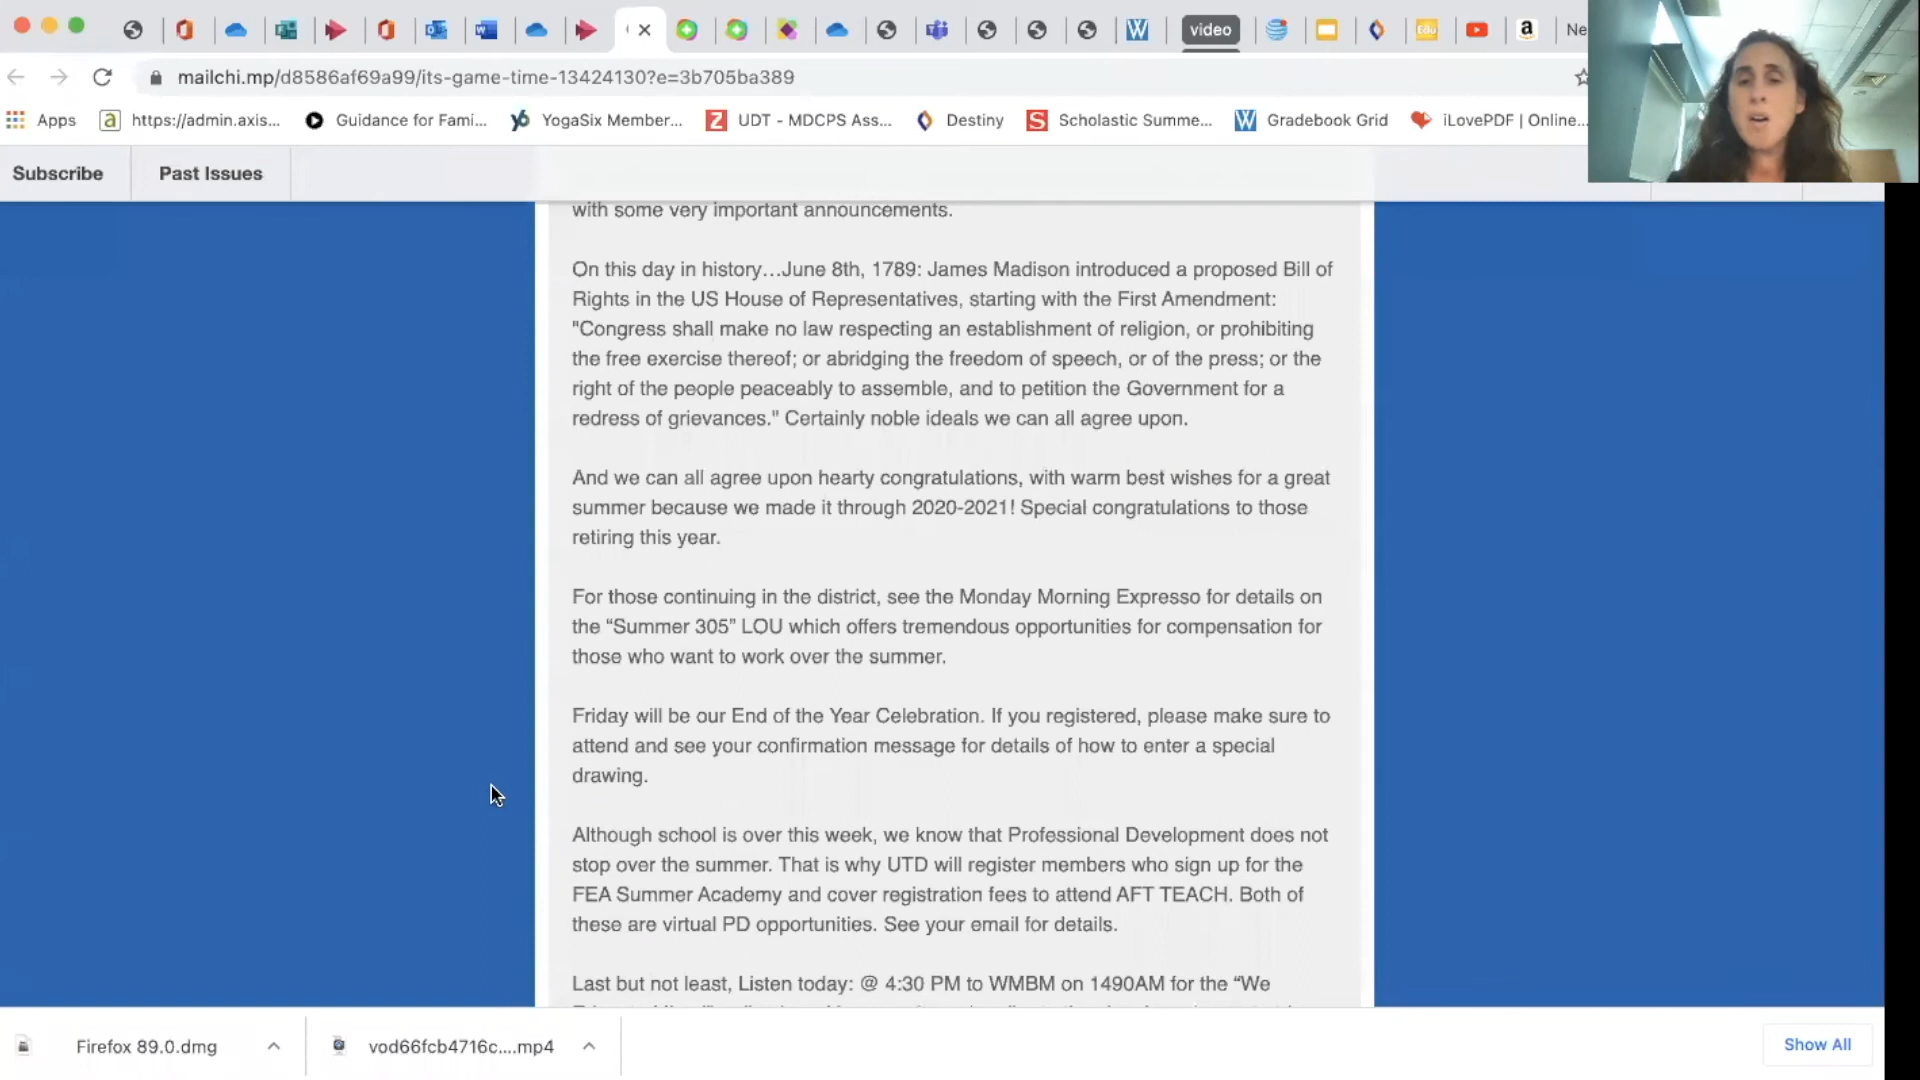 video
Ne
mailchi.mp/d8586af69a99/its-game-time-13424130?e=3b705ba389
Apps https://admin.axis... Guidance for Fami... YogaSix Member... UDT - MDCPS Ass... Destiny Scholastic Summe... Gradebook Grid iLovePDF | Online...
Subscribe Past Issues
with some very important announcements.
On this day in history…June 8th, 1789: James Madison introduced a proposed Bill of
Rights in the US House of Representatives, starting with the First Amendment:
"Congress shall make no law respecting an establishment of religion, or prohibiting
the free exercise thereof; or abridging the freedom of speech, or of the press; or the
right of the people peaceably to assemble, and to petition the Government for a
redress of grievances." Certainly noble ideals we can all agree upon.
And we can all agree upon hearty congratulations, with warm best wishes for a great
summer because we made it through 2020-2021! Special congratulations to those
retiring this year.
For those continuing in the district, see the Monday Morning Expresso for details on
the “Summer 305” LOU which offers tremendous opportunities for compensation for
those who want to work over the summer.
Friday will be our End of the Year Celebration. If you registered, please make sure to
attend and see your confirmation message for details of how to enter a special
drawing.
Although school is over this week, we know that Professional Development does not
stop over the summer. That is why UTD will register members who sign up for the
FEA Summer Academy and cover registration fees to attend AFT TEACH. Both of
these are virtual PD opportunities. See your email for details.
Last but not least, Listen today: @ 4:30 PM to WMBM on 1490AM for the “We
Firefox 89.0.dmg vod66fcb4716c....mp4 Show All